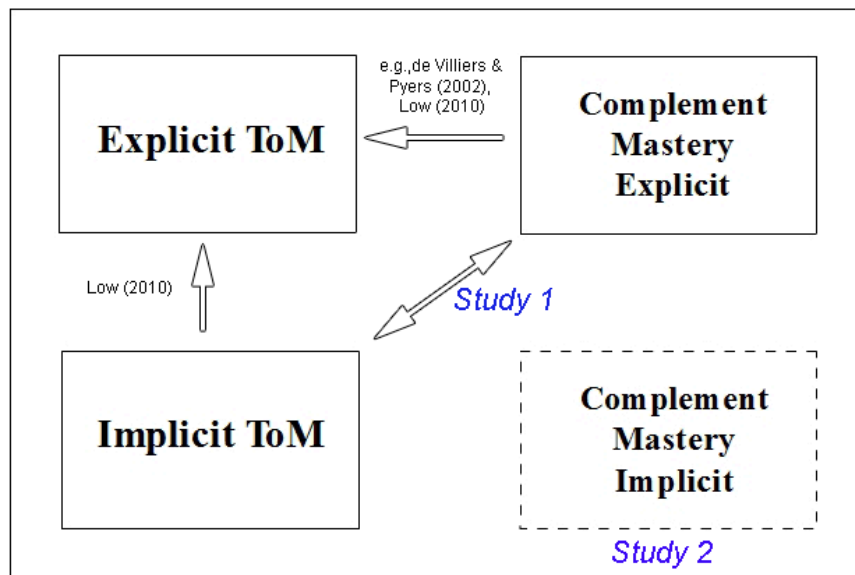 e.g.,de Villiers &
Pyers (2002),
Low (2010)
Explicit ToM
Complement
Mastery
Explicit
Low (2010)
Study 1
Implicit ToM
Complement
Mastery
Implicit
Study 2